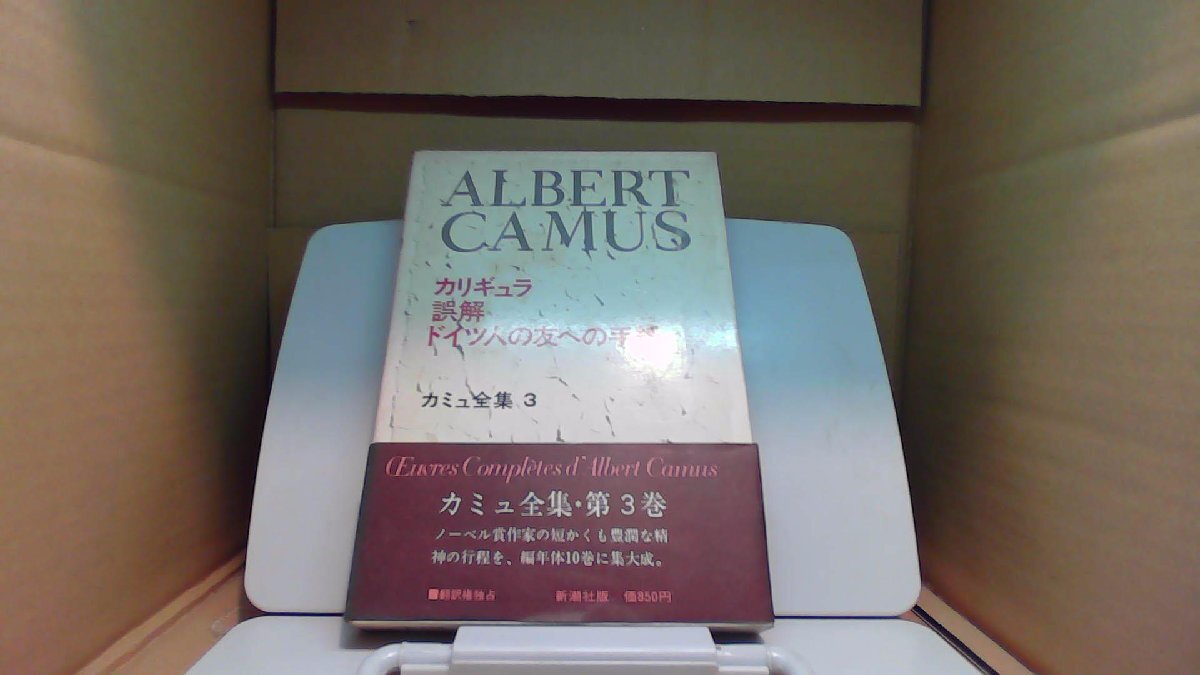 ALBERT
CAMUS
カリギュラ
誤解
ドイツ人の友への手紙
カミュ全集 3
Œuvres Complètes d'Albert Camus
カミュ全集・第3巻
ノーベル賞作家の短かくも豊潤な精
神の行程を、編年体10巻に集大成。
翻訳権独占 新潮社版 価850円